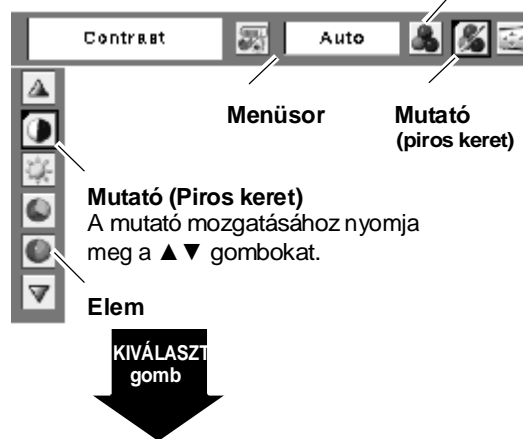 Contrast
Auto
Menüsor
Mutató
(piros keret)
Mutató (Piros keret)
A mutató mozgatásához nyomja
meg a ▲▼ gombokat.
Elem
KIVÁLASZT
gomb